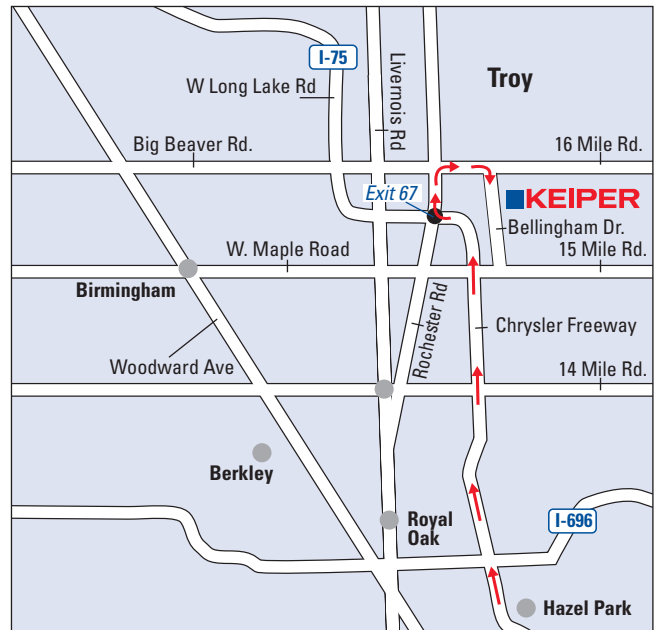 I-75
Livernois Rd
Troy
W Long Lake Rd
Big Beaver Rd.
16 Mile Rd.
Exit 67
KEIPER
Bellingham Dr.
W. Maple Road
15 Mile Rd.
Birmingham
Rochester Rd
Chrysler Freeway
Woodward Ave
14 Mile Rd.
Berkley
Royal
Oak
I-696
Hazel Park